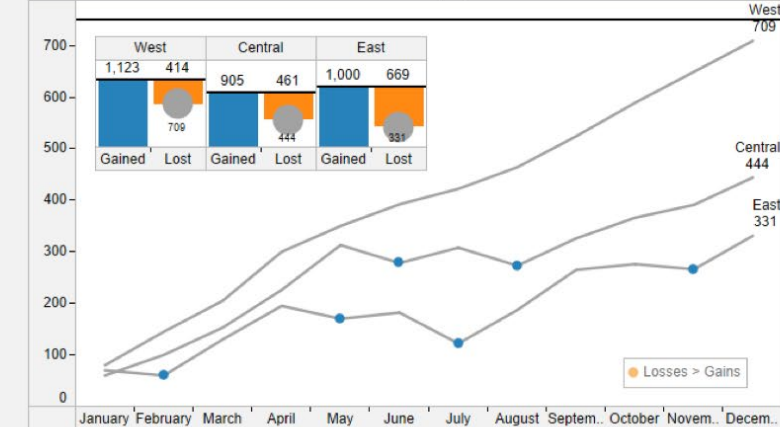 West
709
700
West Central East
1,123 414 905 461 1,000 669
709 444 331
Gained Lost Gained Lost Gained Lost
600
500
Central
444
400
East
331
300
200
100
Losses > Gains
0
January February March April May June July August Septem.. October Novem.. Decem..